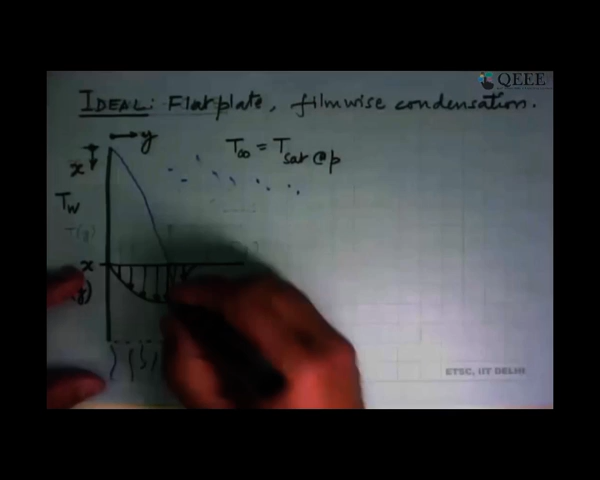 QEEE
IDEAL: Flat plate, filmwise condensation.
y
T∞ = Tsat@p
x
Tw
T(y)
x
y)
ETSC, IIT DELHI